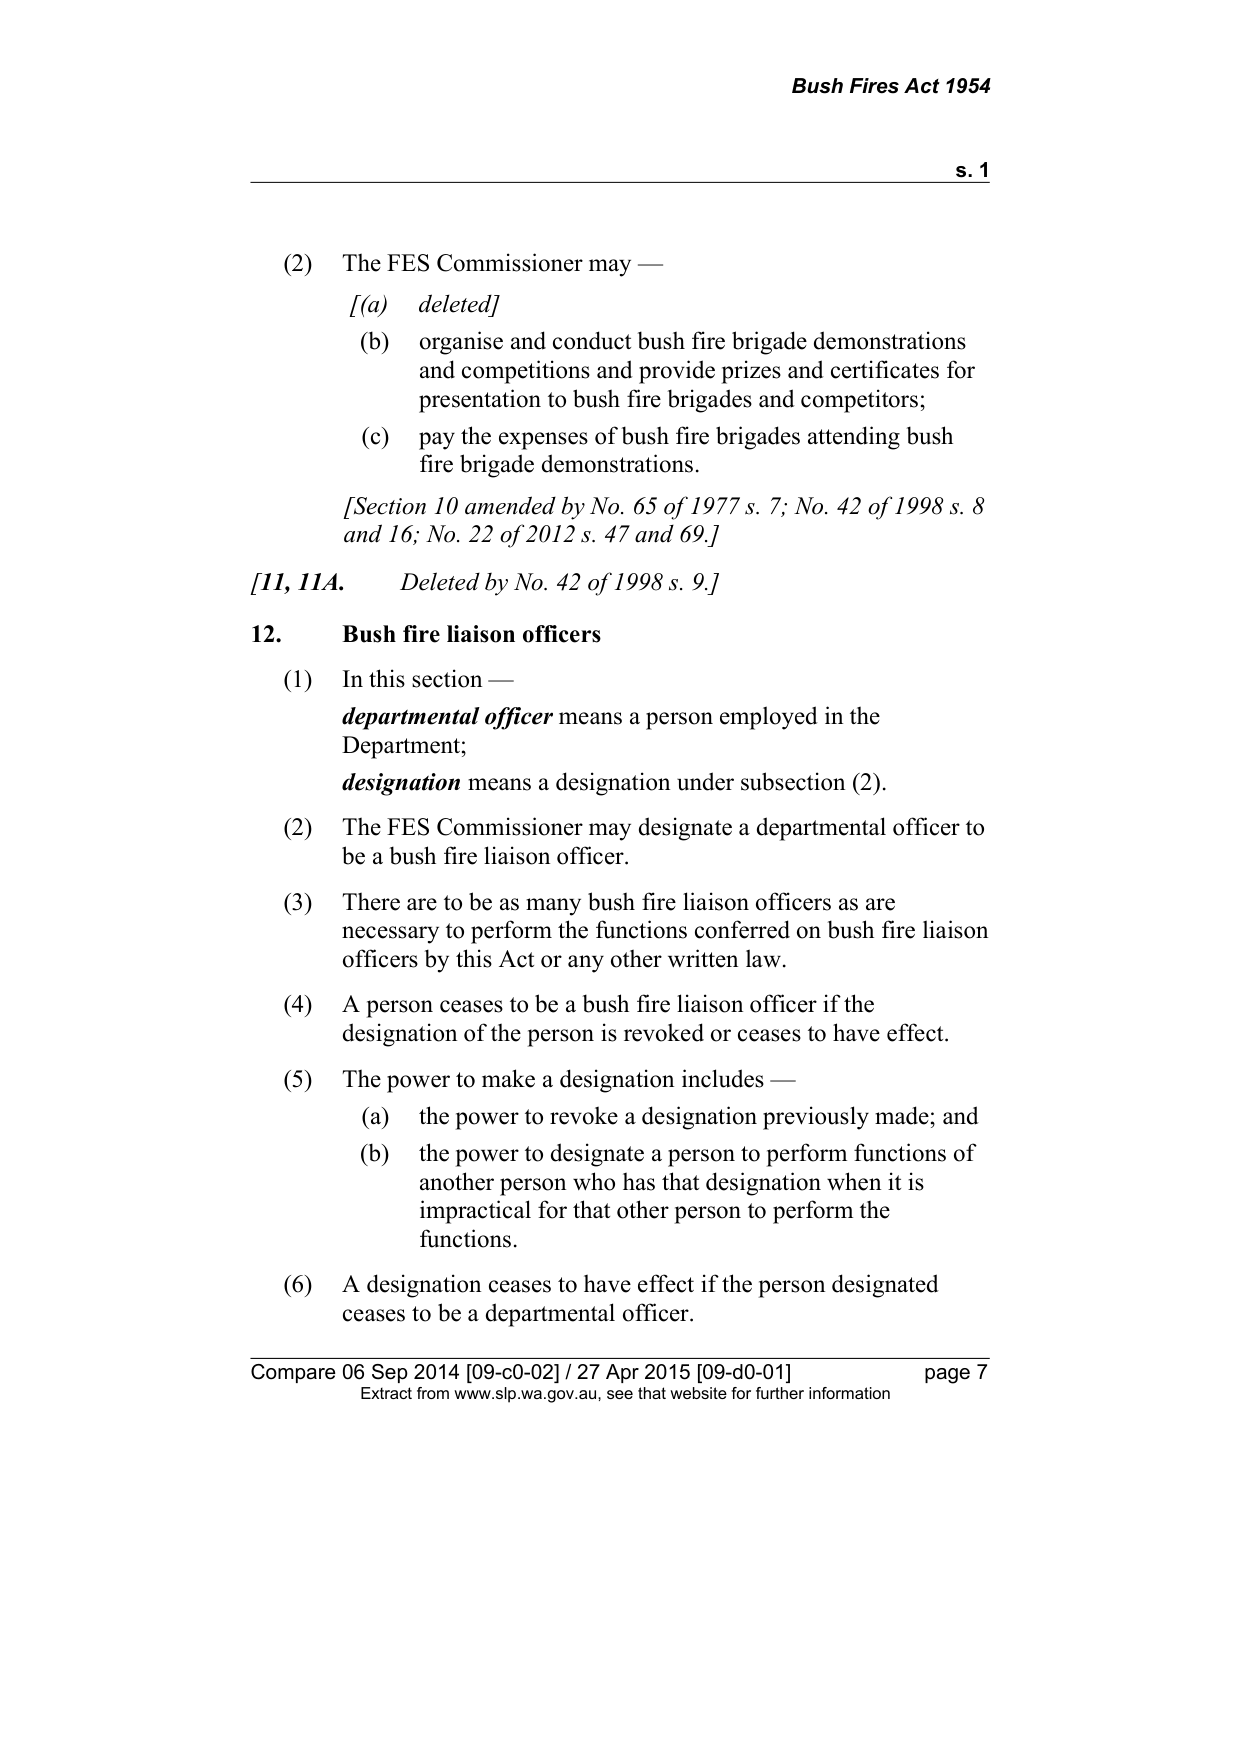 Bush Fires Act 1954
s. 1
(2) The FES Commissioner may —
[(a) deleted]
(b) organise and conduct bush fire brigade demonstrations
and competitions and provide prizes and certificates for
presentation to bush fire brigades and competitors;
(c) pay the expenses of bush fire brigades attending bush
fire brigade demonstrations.
[Section 10 amended by No. 65 of 1977 s. 7; No. 42 of 1998 s. 8
and 16; No. 22 of 2012 s. 47 and 69.]
[11, 11A. Deleted by No. 42 of 1998 s. 9.]
12. Bush fire liaison officers
(1) In this section —
departmental officer means a person employed in the
Department;
designation means a designation under subsection (2).
(2) The FES Commissioner may designate a departmental officer to
be a bush fire liaison officer.
(3) There are to be as many bush fire liaison officers as are
necessary to perform the functions conferred on bush fire liaison
officers by this Act or any other written law.
(4) A person ceases to be a bush fire liaison officer if the
designation of the person is revoked or ceases to have effect.
(5) The power to make a designation includes —
(a) the power to revoke a designation previously made; and
(b) the power to designate a person to perform functions of
another person who has that designation when it is
impractical for that other person to perform the
functions.
(6) A designation ceases to have effect if the person designated
ceases to be a departmental officer.
Compare 06 Sep 2014 [09-c0-02] / 27 Apr 2015 [09-d0-01] page 7
Extract from www.slp.wa.gov.au, see that website for further information